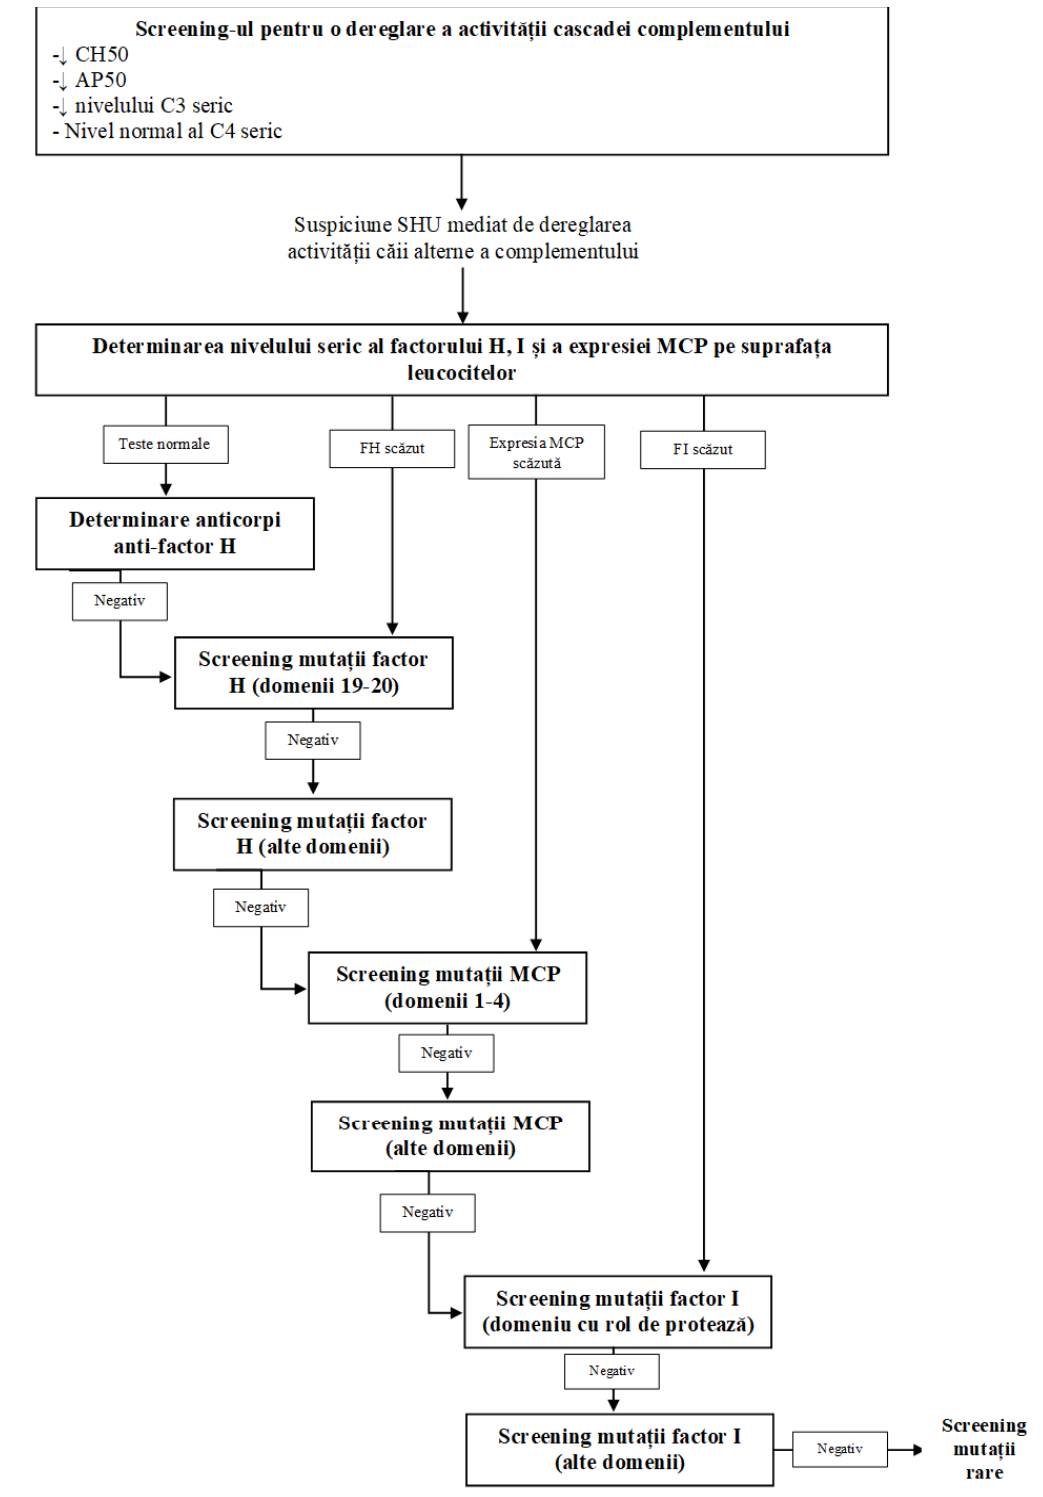 Screening-ul pentru o dereglare a activității cascadei complementului
-↓ CH50
-↓ AP50
-↓ nivelului C3 seric
- Nivel normal al C4 seric
Suspiciune SHU mediat de dereglarea
activității căii alterne a complementului
Determinarea nivelului seric al factorului H, I și a expresiei MCP pe suprafața
leucocitelor
Teste normale
FH scăzut
Expresia MCP
scăzută
FI scăzut
Determinare anticorpi
anti-factor H
Negativ
Screening mutații factor
H (domenii 19-20)
Negativ
Screening mutații factor
H (alte domenii)
Negativ
Screening mutații MCP
(domenii 1-4)
Negativ
Screening mutații MCP
(alte domenii)
Negativ
Screening mutații factor I
(domeniu cu rol de protează)
Negativ
Screening mutații factor I
(alte domenii)
Negativ
Screening
mutații
rare